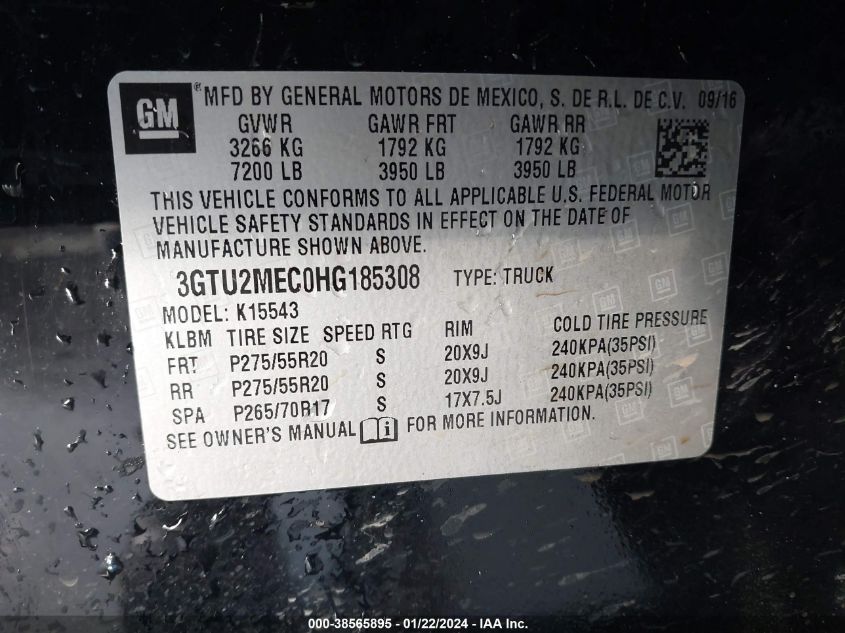 GM ® MFD BY GENERAL MOTORS DE MEXICO, S. DE R.L. DE C.V. 09/16
GVWR GAWR FRT GAWR RR
3266 KG 1792 KG 1792 KG
7200 LB 3950 LB 3950 LB
THIS VEHICLE CONFORMS TO ALL APPLICABLE U.S. FEDERAL MOTOR
VEHICLE SAFETY STANDARDS IN EFFECT ON THE DATE OF
MANUFACTURE SHOWN ABOVE.
3GTU2MEC0HG185308 TYPE: TRUCK
MODEL: K15543
KLBM TIRE SIZE SPEED RTG RIM COLD TIRE PRESSURE
FRT P275/55R20 S 20X9J 240KPA(35PSI)
RR P275/55R20 S 20X9J 240KPA(35PSI)
SPA P265/70R17 S 17X7.5J 240KPA(35PSI)
SEE OWNER'S MANUAL FOR MORE INFORMATION.
000-38565895 - 01/22/2024 - IAA Inc.